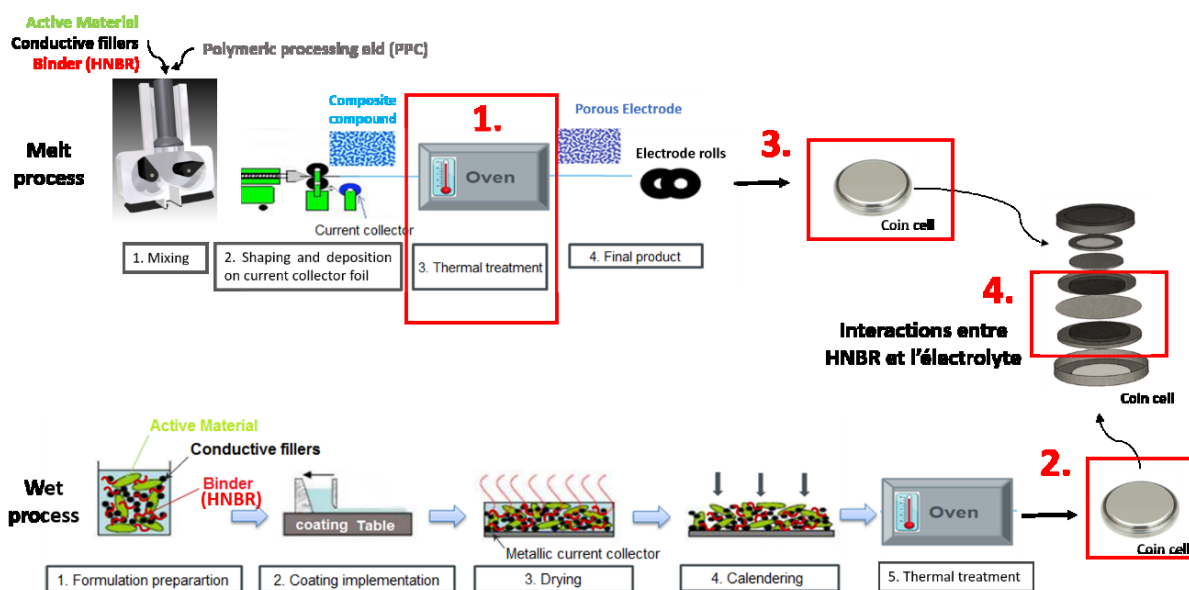 Active Material
Conductive fillers
Binder (HNBR)
Polymeric processing aid (PPC)
Melt
process
Composite
compound
1.
Oven
Porous Electrode
Electrode rolls
Current collector
1. Mixing
2. Shaping and deposition
on current collector foil
3. Thermal treatment
4. Final product
3.
Coin cell
4.
Interactions entre
HNBR et l'électrolyte
Coin cell
Wet
process
Active Material
Conductive fillers
Binder
(HNBR)
coating Table
Metallic current collector
Oven
2.
Coin cell
1. Formulation preparartion
2. Coating implementation
3. Drying
4. Calendering
5. Thermal treatment